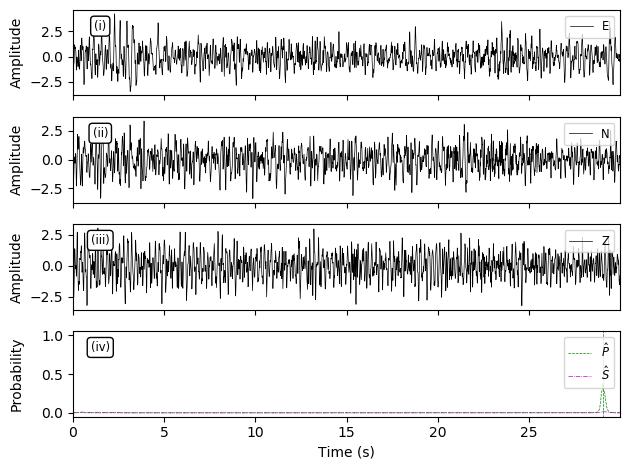 (i)
E
Amplitude
2.5
0.0
−2.5
(ii)
N
Amplitude
2.5
0.0
−2.5
(iii)
Z
Amplitude
2.5
0.0
−2.5
(iv)
P̂
Ŝ
Probability
1.0
0.5
0.0
0 5 10 15 20 25
Time (s)